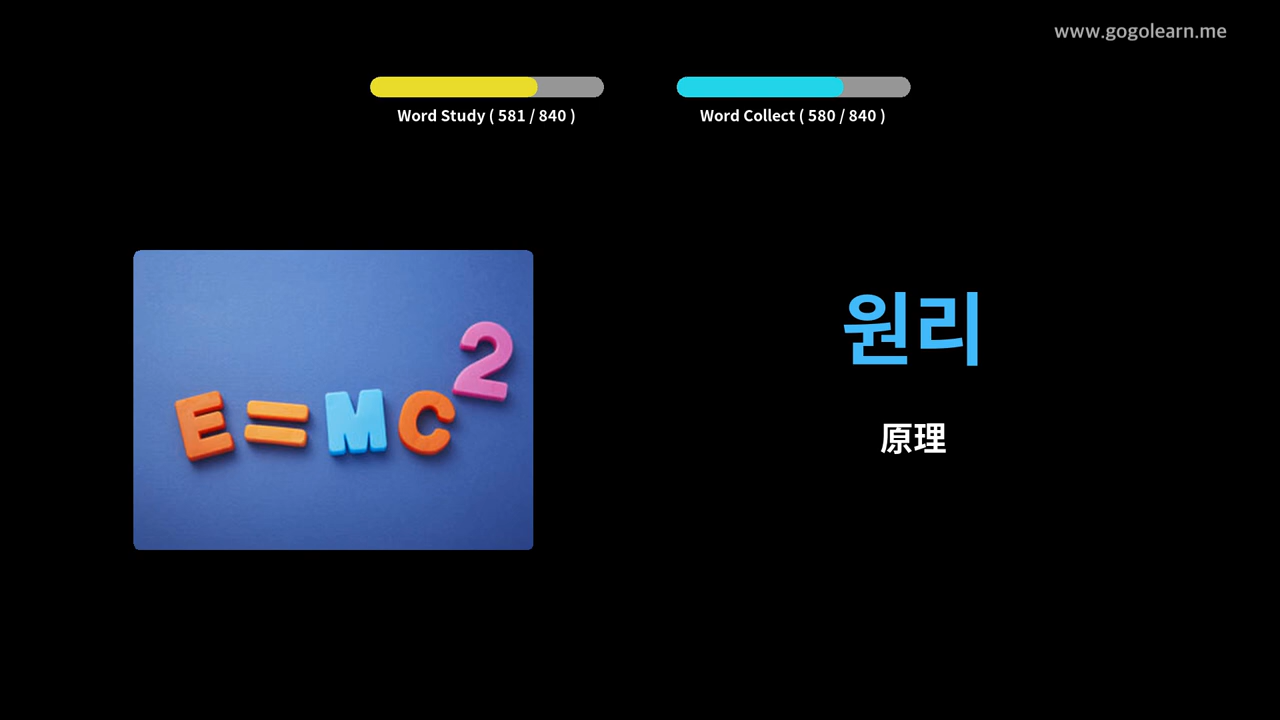 www.gogolearn.me
Word Study ( 581 / 840 )
Word Collect ( 580 / 840 )
E=MC2
원리
原理